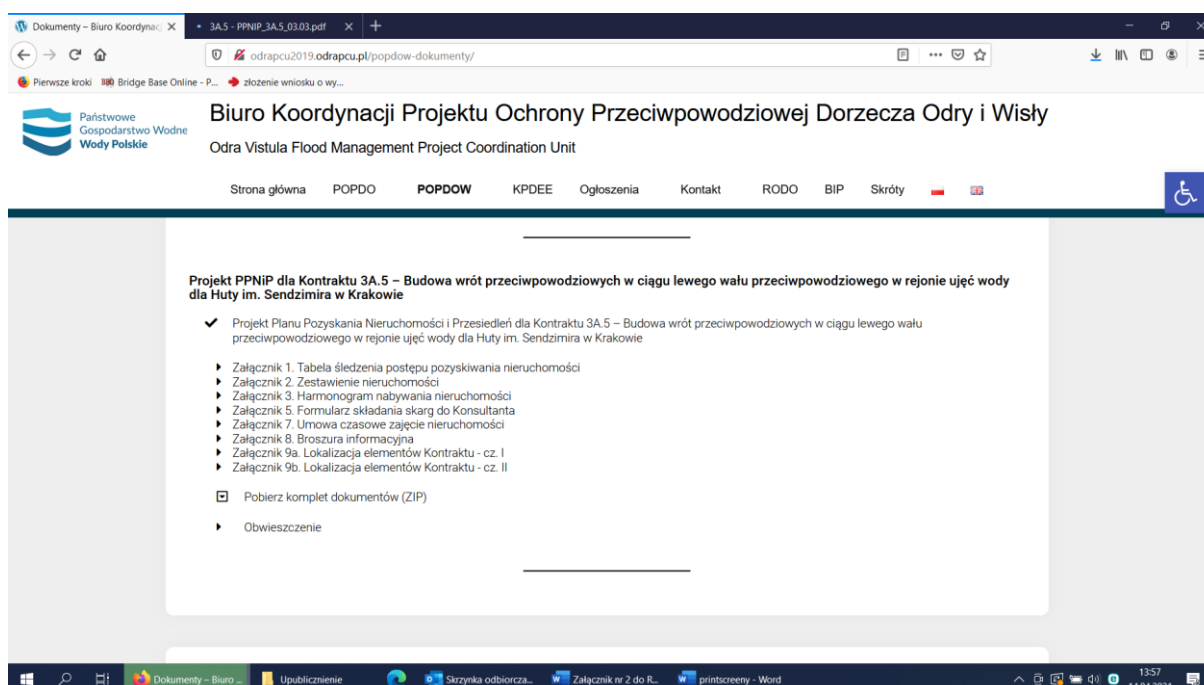 Dokumenty – Biuro Koordynac
3A.5 - PPNIP_3A.5_03.03.pdf
odrapcu2019.odrapcu.pl/popdow-dokumenty/
Pierwsze kroki Bridge Base Online - P... złożenie wniosku o wy...
Państwowe
Gospodarstwo Wodne
Wody Polskie
Biuro Koordynacji Projektu Ochrony Przeciwpowodziowej Dorzecza Odry i Wisły
Odra Vistula Flood Management Project Coordination Unit
Strona główna POPDO POPDOW KPDEE Ogłoszenia Kontakt RODO BIP Skróty
Projekt PPNiP dla Kontraktu 3A.5 – Budowa wrót przeciwpowodziowych w ciągu lewego wału przeciwpowodziowego w rejonie ujęć wody
dla Huty im. Sendzimira w Krakowie
Projekt Planu Pozyskania Nieruchomości i Przesiedleń dla Kontraktu 3A.5 – Budowa wrót przeciwpowodziowych w ciągu lewego wału
przeciwpowodziowego w rejonie ujęć wody dla Huty im. Sendzimira w Krakowie
Załącznik 1. Tabela śledzenia postępu pozyskiwania nieruchomości
Załącznik 2. Zestawienie nieruchomości
Załącznik 3. Harmonogram nabywania nieruchomości
Załącznik 5. Formularz składania skarg do Konsultanta
Załącznik 7. Umowa czasowe zajęcie nieruchomości
Załącznik 8. Broszura informacyjna
Załącznik 9a. Lokalizacja elementów Kontraktu - cz. I
Załącznik 9b. Lokalizacja elementów Kontraktu - cz. II
Pobierz komplet dokumentów (ZIP)
Obwieszczenie
Dokumenty – Biuro ... Upublicznienie Skrzynka odbiorcza... Załącznik nr 2 do R... printscreeny - Word
13:57